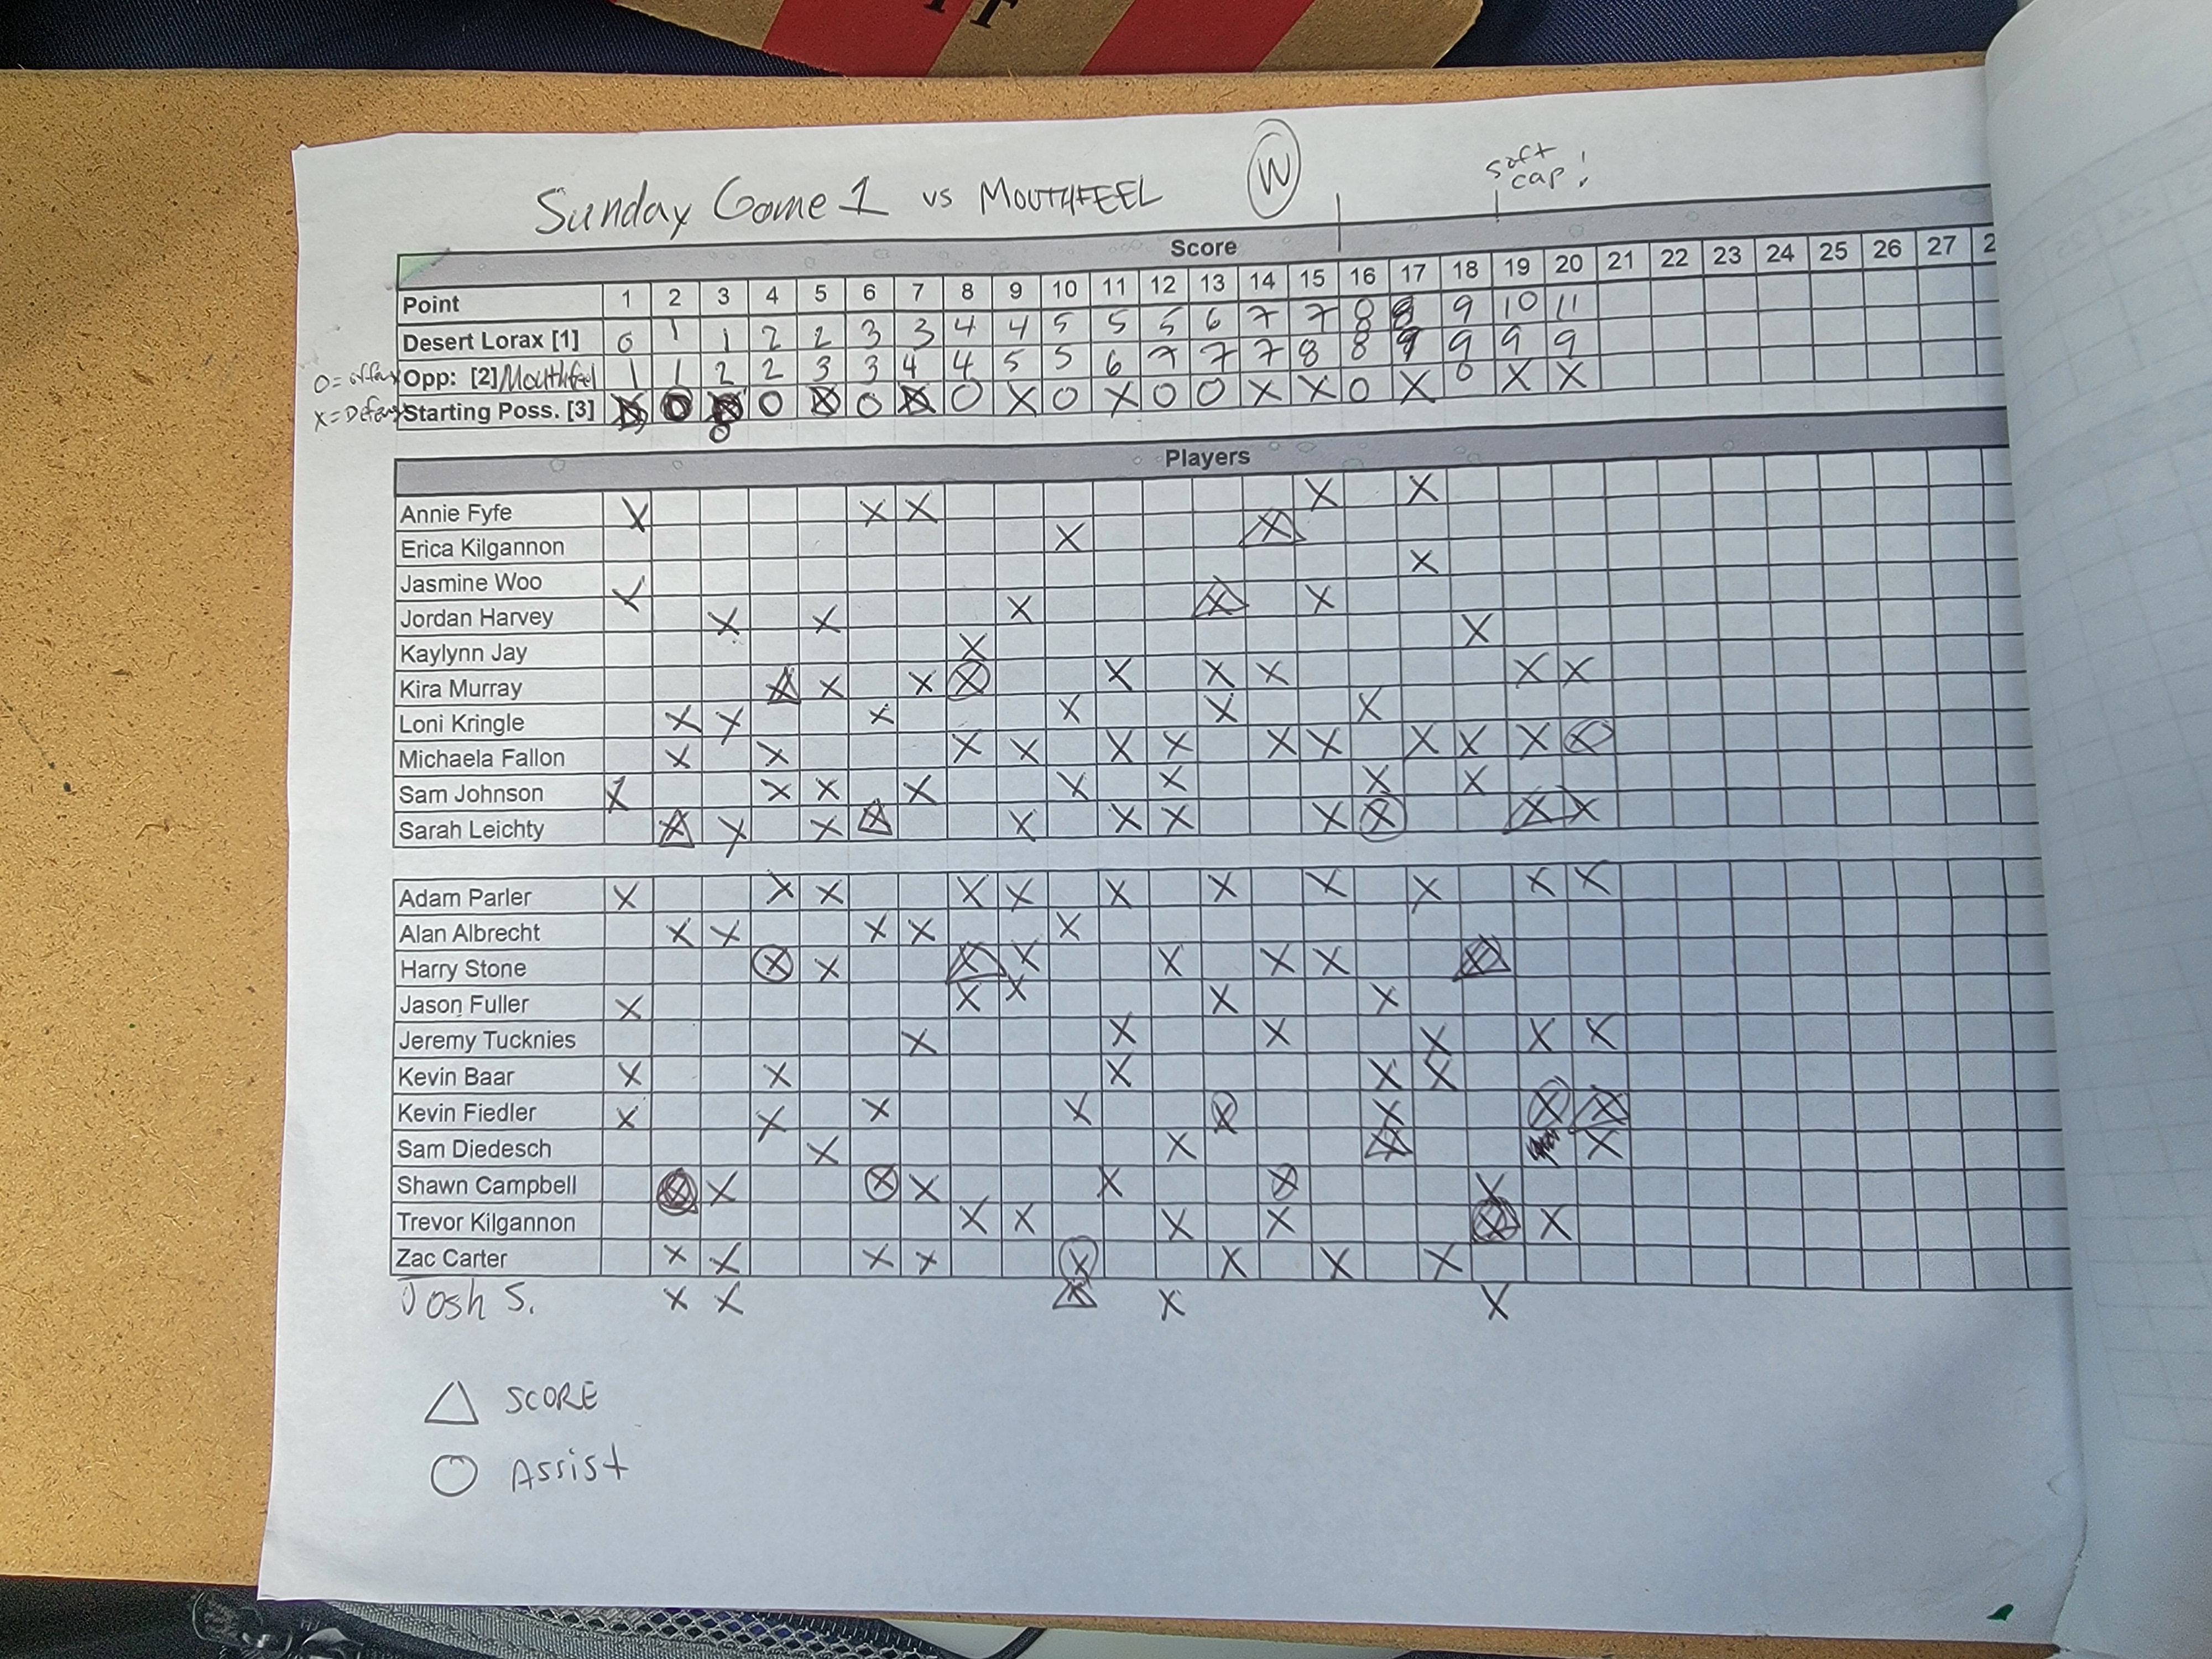 Sunday Game 1 vs MOUTHFEEL W
soft cap!
Score
Point 1 2 3 4 5 6 7 8 9 10 11 12 13 14 15 16 17 18 19 20 21 22 23 24 25 26 27 2
Desert Lorax [1] 0 1 1 2 2 3 3 4 4 5 5 5 6 7 7 8 8 9 10 11
Opp: [2] Mouthfeel 1 1 2 2 3 3 4 4 5 5 6 7 7 7 8 8 9 9 9 9
Starting Poss. [3] X O O O X O X O X O X O O X X O X O X X
O = offense
X = Defense
Players
Annie Fyfe X X X X X
Erica Kilgannon X X X
Jasmine Woo X X X
Jordan Harvey X X X X
Kaylynn Jay X X
Kira Murray X X X X X X X X X
Loni Kringle X X X X X X
Michaela Fallon X X X X X X X X X X X X X
Sam Johnson X X X X X X X X
Sarah Leichty X X X X X X X X X X X
Adam Parler X X X X X X X X X X X
Alan Albrecht X X X X X
Harry Stone X X X X X X X X
Jason Fuller X X X X X
Jeremy Tucknies X X X X X X
Kevin Baar X X X X X
Kevin Fiedler X X X X X X X X
Sam Diedesch X X X X
Shawn Campbell X X X X X X X
Trevor Kilgannon X X X X X X
Zac Carter X X X X X X X X
Josh S. X X X X X
△ SCORE
○ Assist